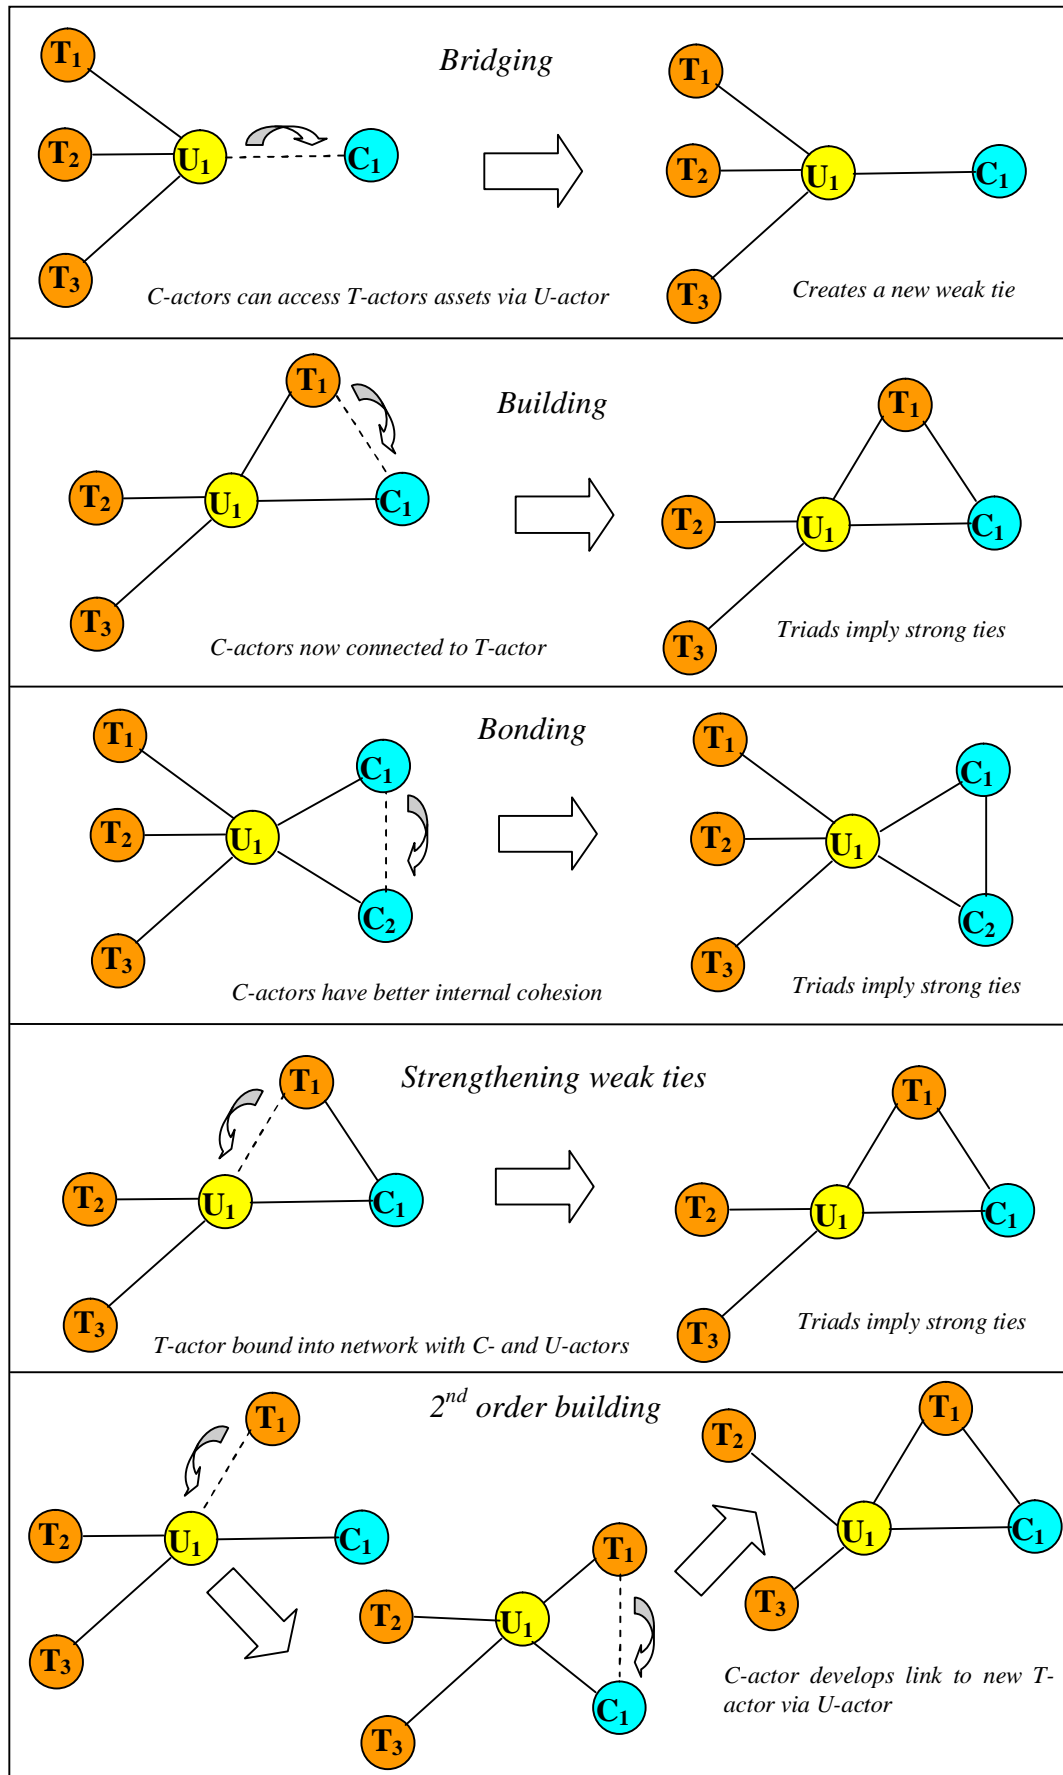 Bridging
T1
T1
T2
U1
C1
T2
U1
C1
T3
T3
C-actors can access T-actors assets via U-actor
Creates a new weak tie
Building
T1
T1
T2
U1
C1
T2
U1
C1
T3
T3
C-actors now connected to T-actor
Triads imply strong ties
Bonding
T1
C1
T1
C1
T2
U1
T2
U1
C2
C2
T3
T3
C-actors have better internal cohesion
Triads imply strong ties
Strengthening weak ties
T1
T1
T2
U1
C1
T2
U1
C1
T3
T3
T-actor bound into network with C- and U-actors
Triads imply strong ties
2nd order building
T1
T2
U1
C1
T3
T1
T2
U1
C1
T3
T1
T2
U1
C1
T3
C-actor develops link to new T-
actor via U-actor